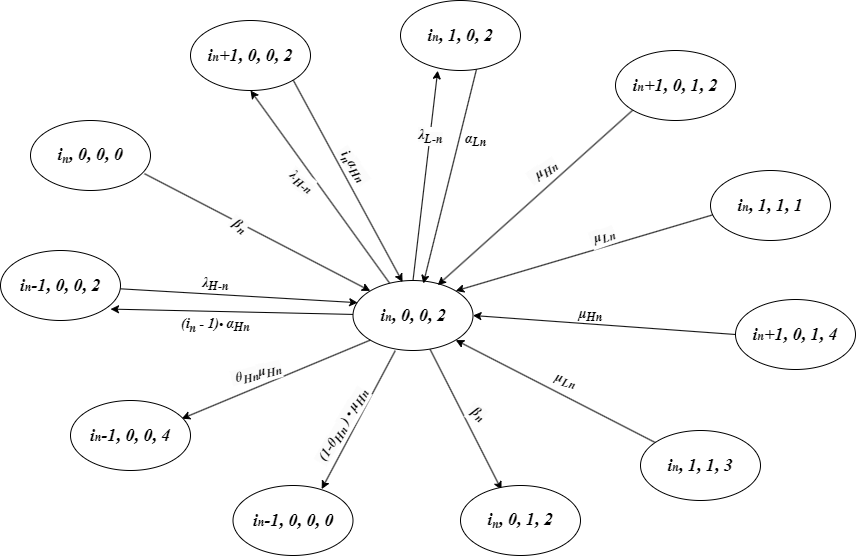 in, 1, 0, 2
in+1, 0, 0, 2
in+1, 0, 1, 2
λL-n
αLn
in, 0, 0, 0
inαHn
λH-n
μHn
in, 1, 1, 1
βn
μLn
in-1, 0, 0, 2
λH-n
in, 0, 0, 2
μHn
(in - 1)•αHn
in+1, 0, 1, 4
θHnμHn
μLn
(1-θHn)•μHn
βn
in-1, 0, 0, 4
in, 1, 1, 3
in-1, 0, 0, 0
in, 0, 1, 2